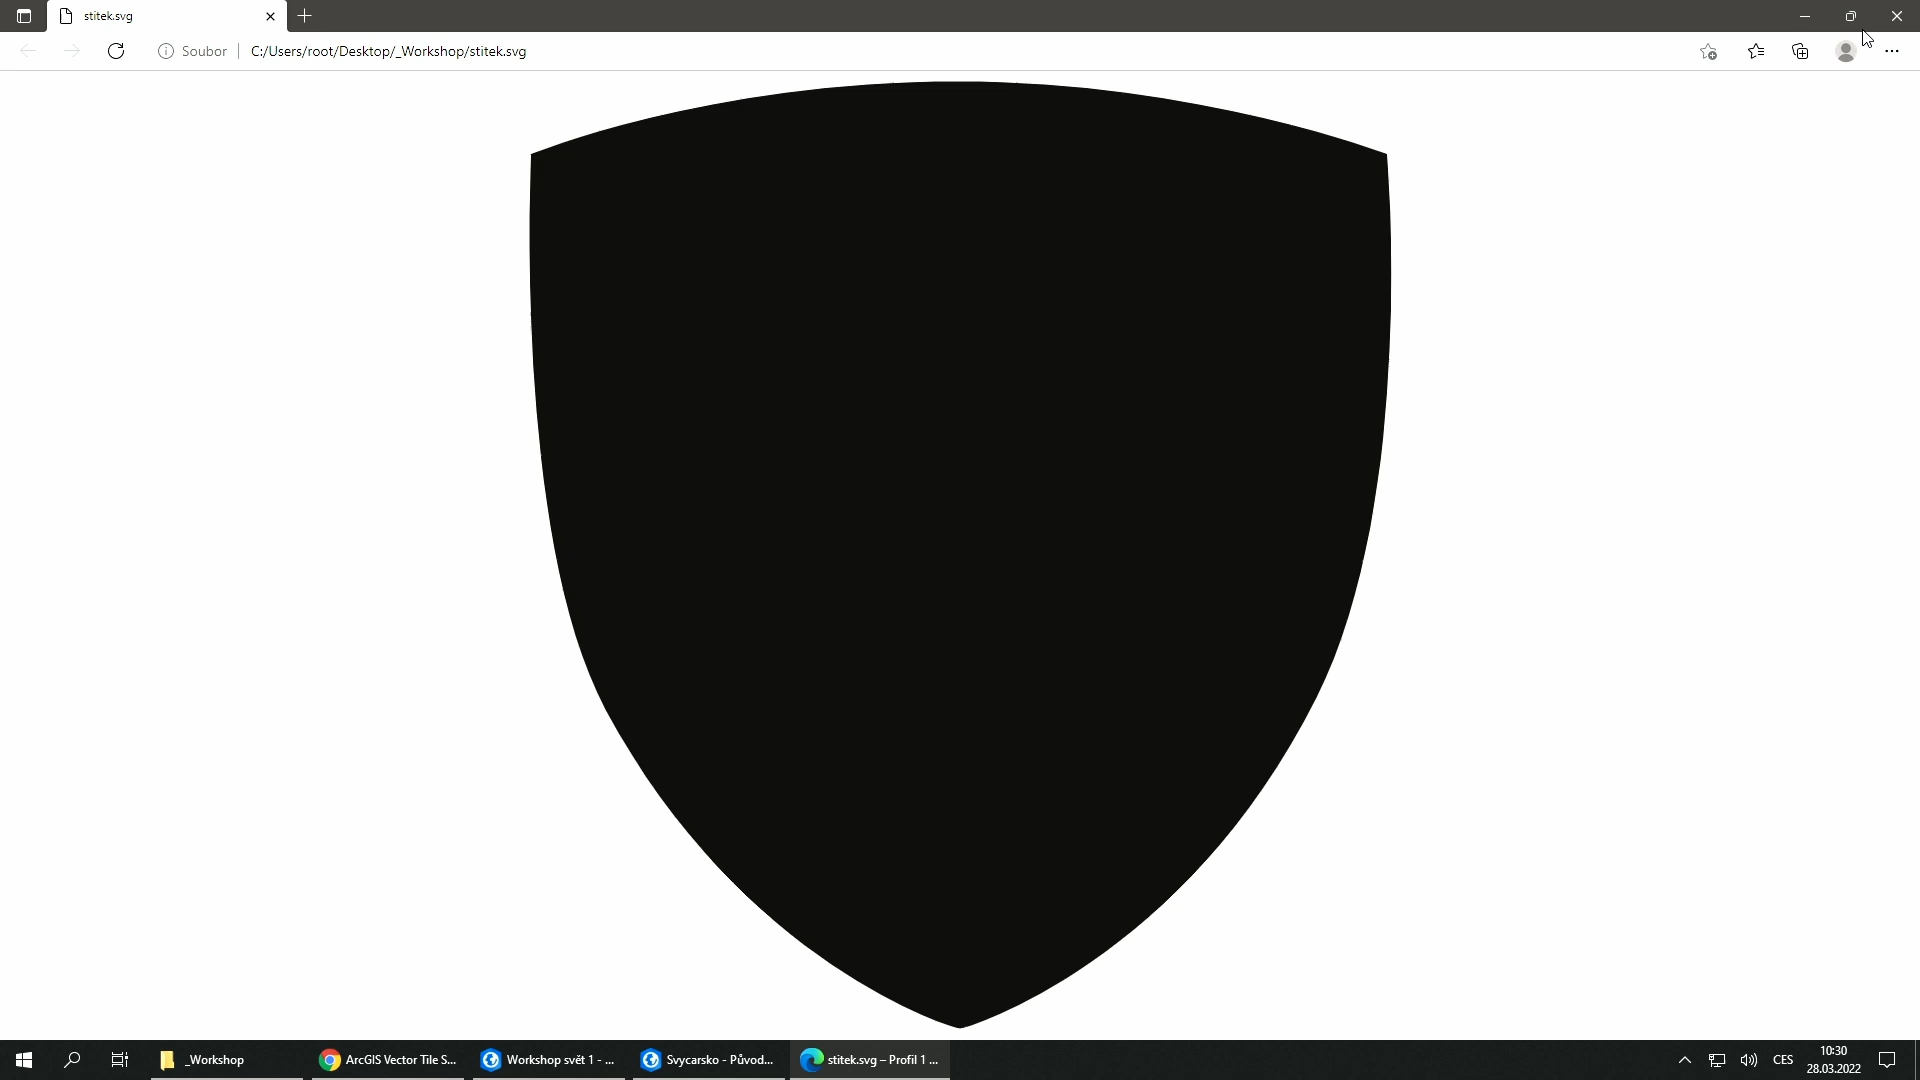 stitek.svg
Soubor
C:/Users/root/Desktop/_Workshop/stitek.svg
_Workshop
ArcGIS Vector Tile S...
Workshop svět 1 - ...
Svycarsko - Původ...
stitek.svg – Profil 1 ...
CES
10:30
28.03.2022